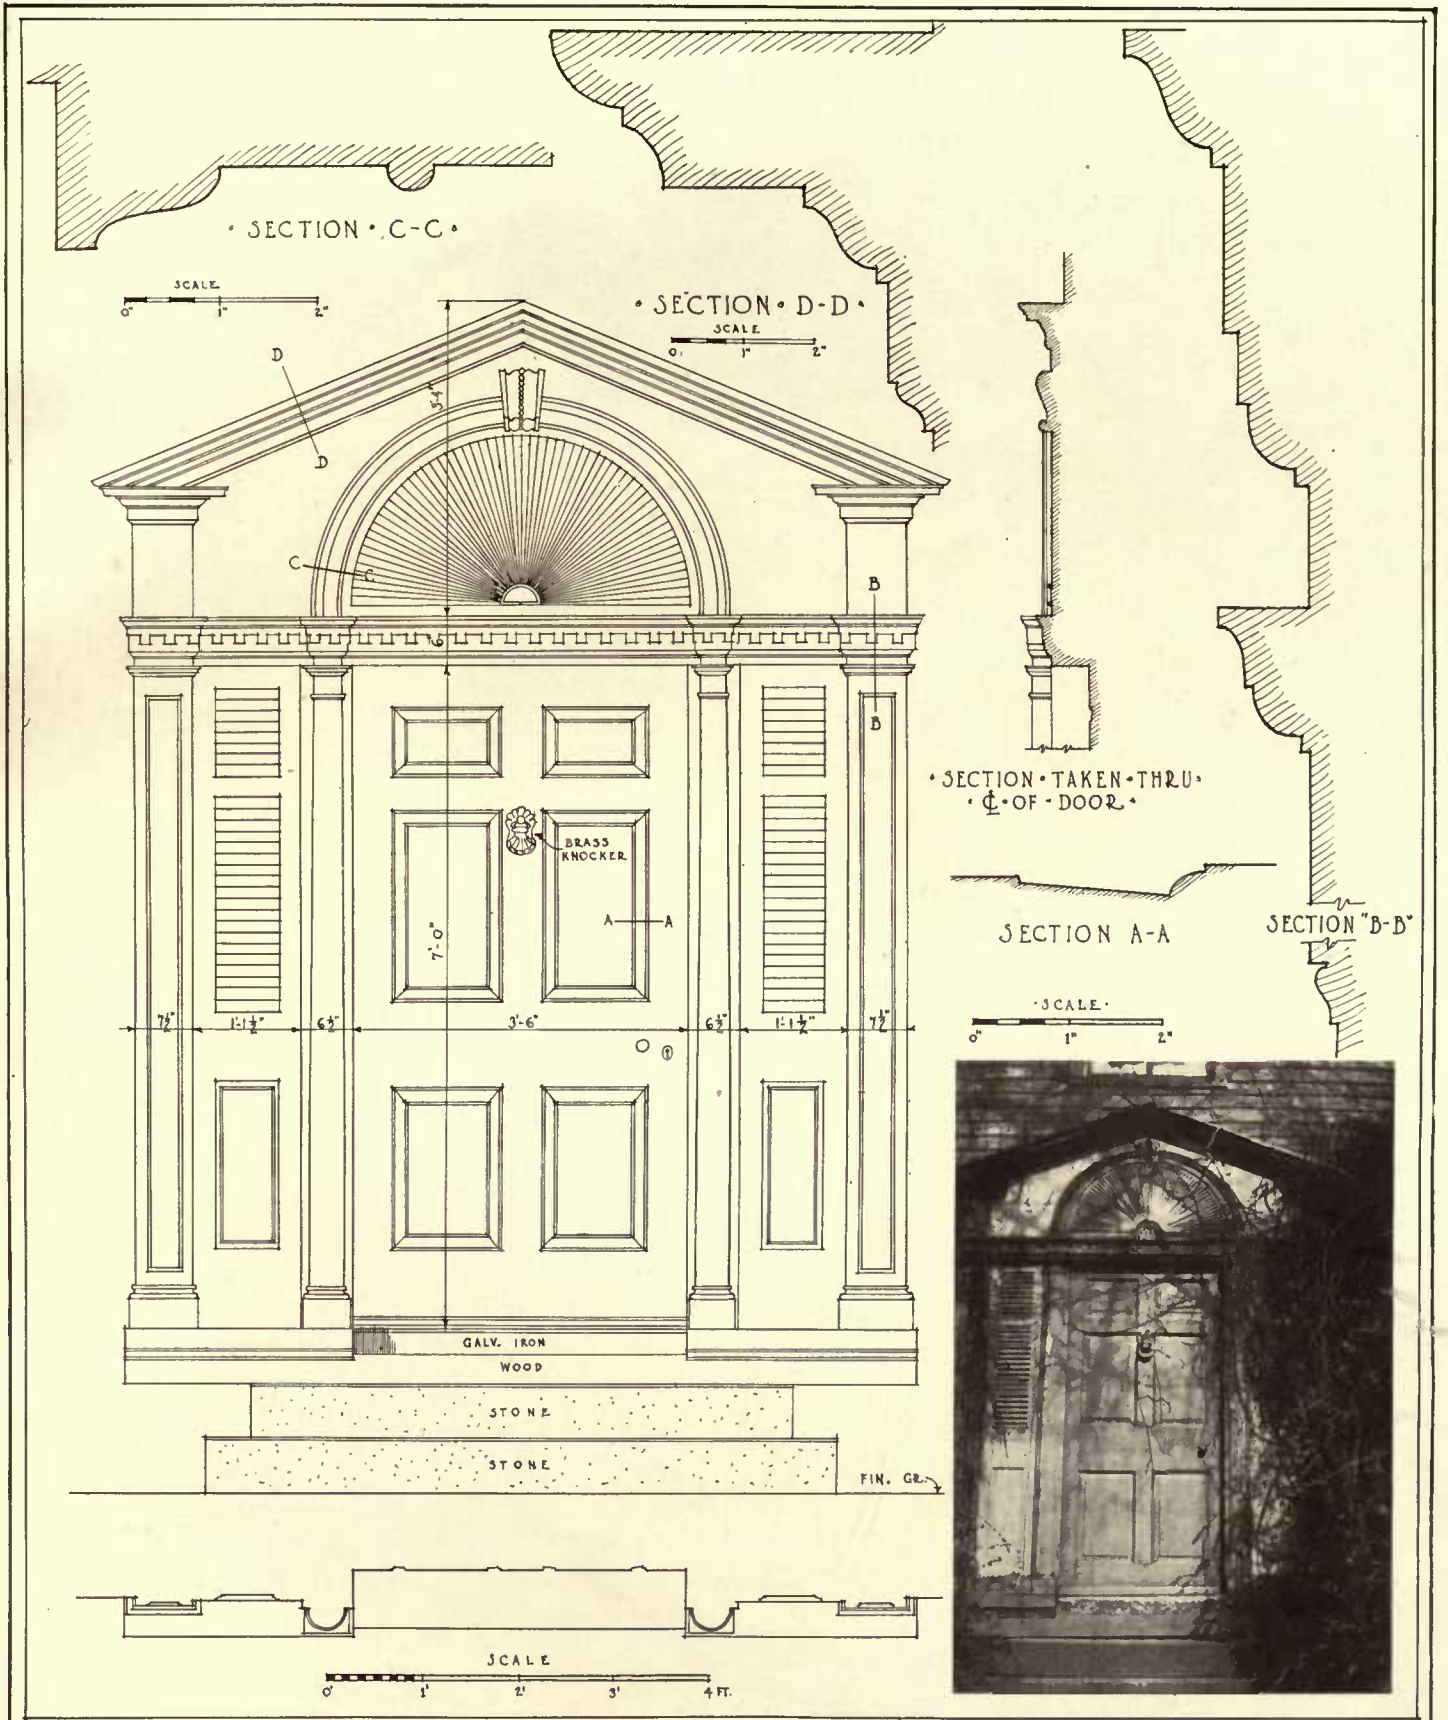 · SECTION · C-C ·
SCALE
0" 1" 2"
· SECTION · D-D ·
SCALE
0 1" 2"
D
D
3'-4"
C
C
B
6"
B
· SECTION · TAKEN · THRU ·
· ℄ · OF · DOOR ·
BRASS
KNOCKER
A A
7'-0"
SECTION A-A
SECTION "B-B"
· SCALE ·
0" 1" 2"
7½" 1'-1½" 6½" 3'-6" 6½" 1'-1½" 7½"
GALV. IRON
WOOD
STONE
STONE
FIN. GR.
SCALE
0' 1' 2' 3' 4 FT.